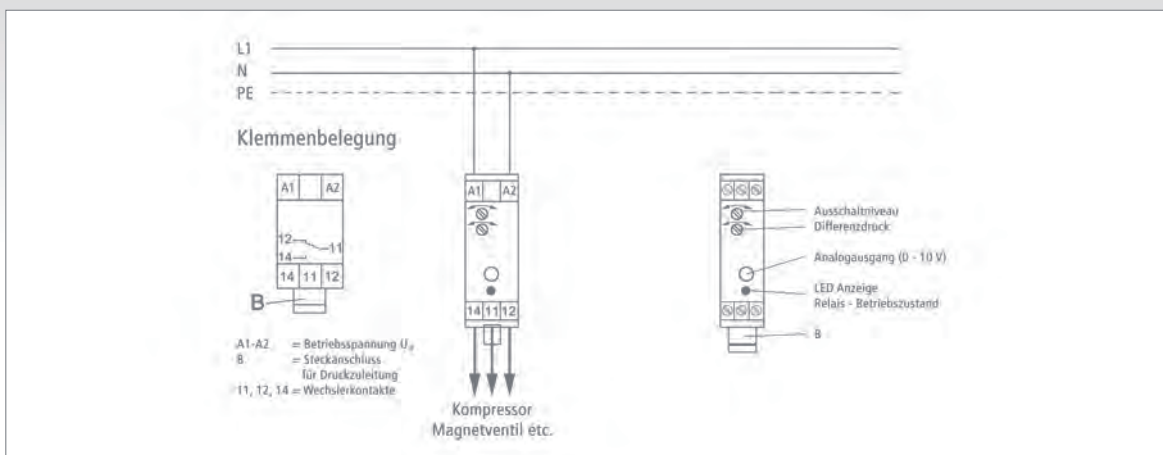 L1
N
PE
Klemmenbelegung
A1 A2
12
11
14
14 11 12
B
A1-A2 = Betriebsspannung U
B = Steckanschluss
für Druckzuleitung
11, 12, 14 = Wechslerkontakte
A1 A2
14 11 12
Kompressor
Magnetventil etc.
Ausschaltniveau
Differenzdruck
Analogausgang (0 - 10 V)
LED Anzeige
Relais - Betriebszustand
B